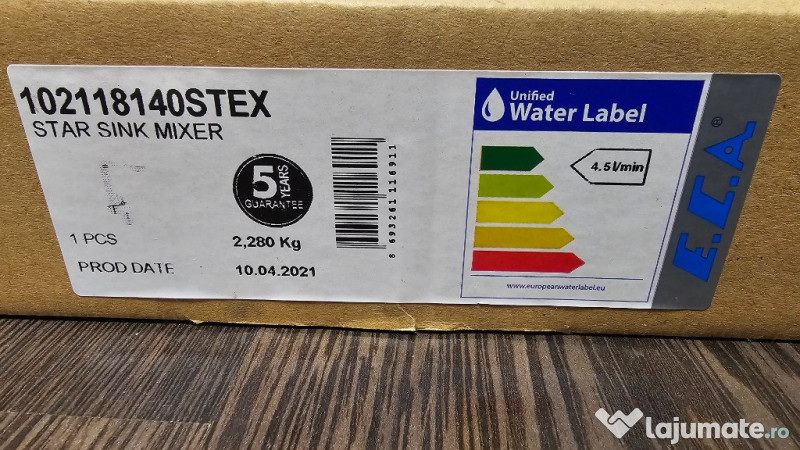 102118140STEX
STAR SINK MIXER
5
YEARS
GUARANTEE
1 PCS
2,280 Kg
PROD DATE
10.04.2021
8 693261 116911
Unified
Water Label
4.5 l/min
www.europeanwaterlabel.eu
E.C.A
®
lajumate.ro